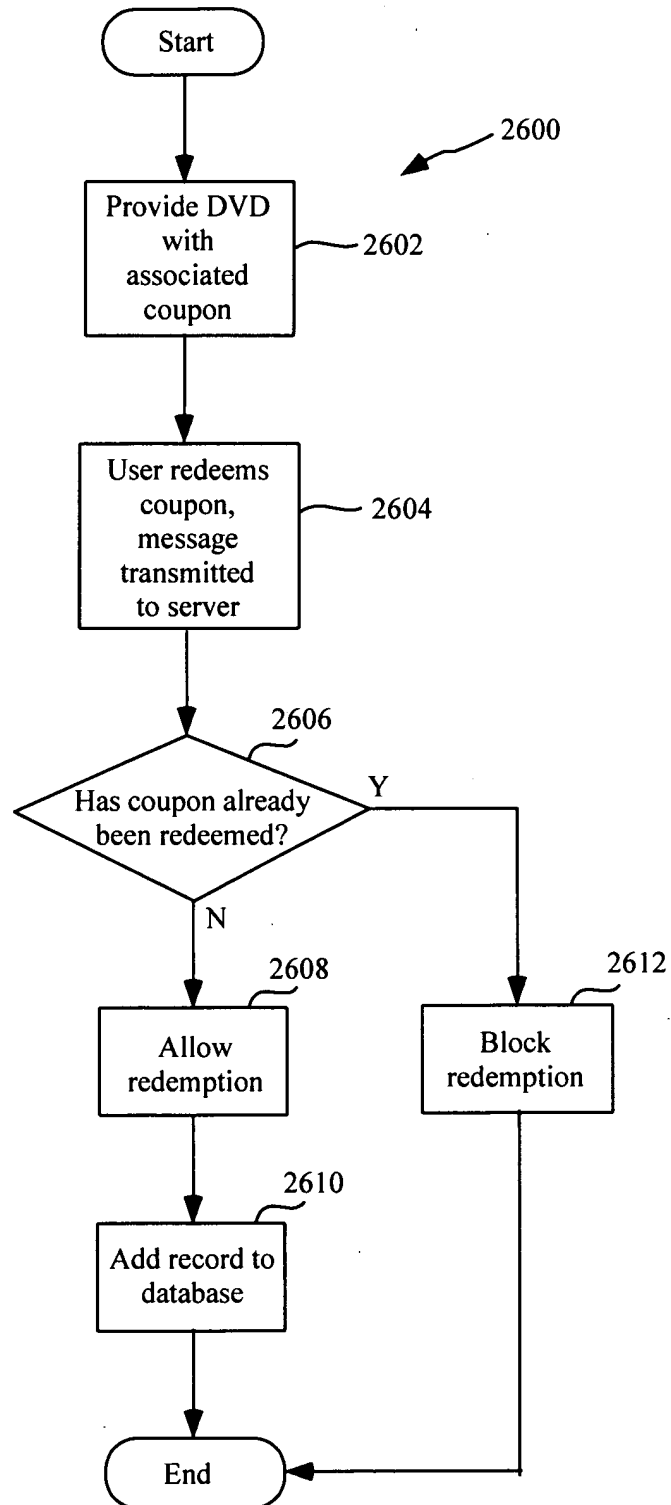 Start
2600
Provide DVD
with
associated
coupon
2602
User redeems
coupon,
message
transmitted
to server
2604
2606
Has coupon already
been redeemed?
Y
N
2608
Allow
redemption
2612
Block
redemption
2610
Add record to
database
End